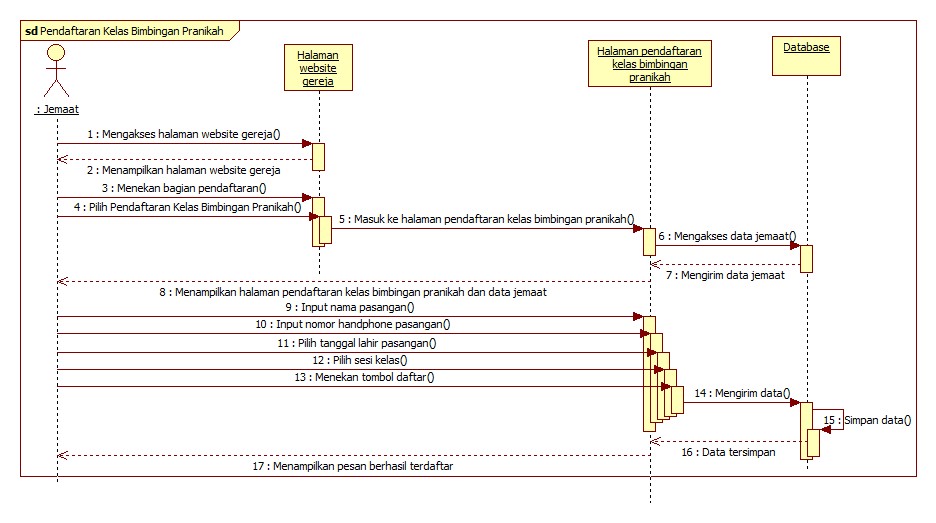 sd Pendaftaran Kelas Bimbingan Pranikah
: Jemaat
Halaman
website
gereja
Halaman pendaftaran
kelas bimbingan
pranikah
Database
1 : Mengakses halaman website gereja()
2 : Menampilkan halaman website gereja
3 : Menekan bagian pendaftaran()
4 : Pilih Pendaftaran Kelas Bimbingan Pranikah()
5 : Masuk ke halaman pendaftaran kelas bimbingan pranikah()
6 : Mengakses data jemaat()
7 : Mengirim data jemaat
8 : Menampilkan halaman pendaftaran kelas bimbingan pranikah dan data jemaat
9 : Input nama pasangan()
10 : Input nomor handphone pasangan()
11 : Pilih tanggal lahir pasangan()
12 : Pilih sesi kelas()
13 : Menekan tombol daftar()
14 : Mengirim data()
15 : Simpan data()
16 : Data tersimpan
17 : Menampilkan pesan berhasil terdaftar